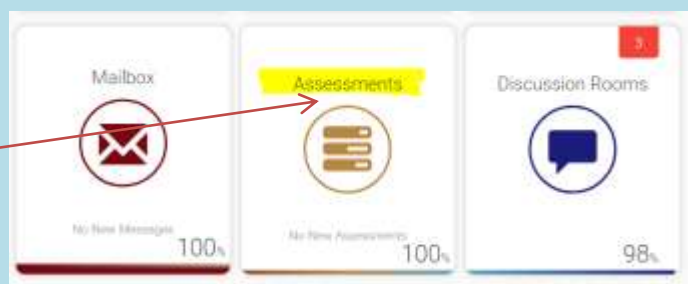 3
Mailbox
Assessments
Discussion Rooms
No New Messages
No New Assessments
100%
100%
98%